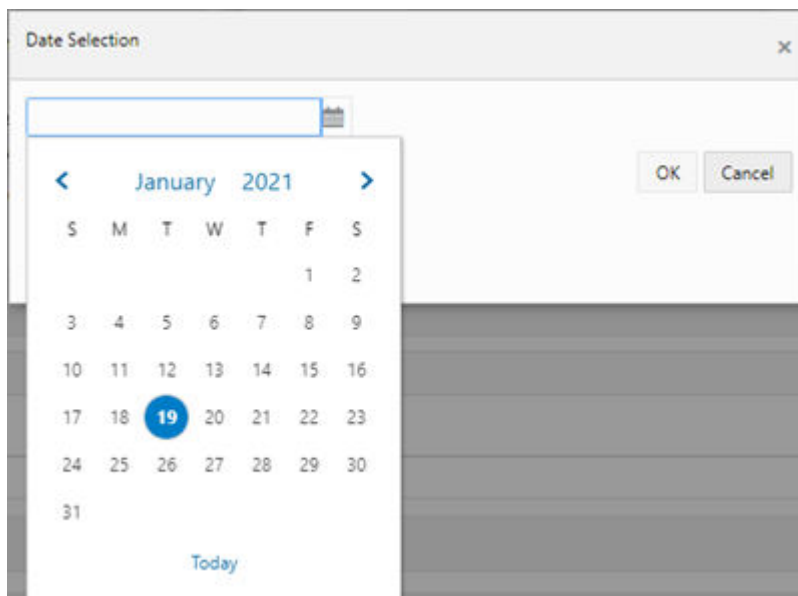 Date Selection
January 2021
S M T W T F S
1 2
3 4 5 6 7 8 9
10 11 12 13 14 15 16
17 18 19 20 21 22 23
24 25 26 27 28 29 30
31
Today
OK Cancel